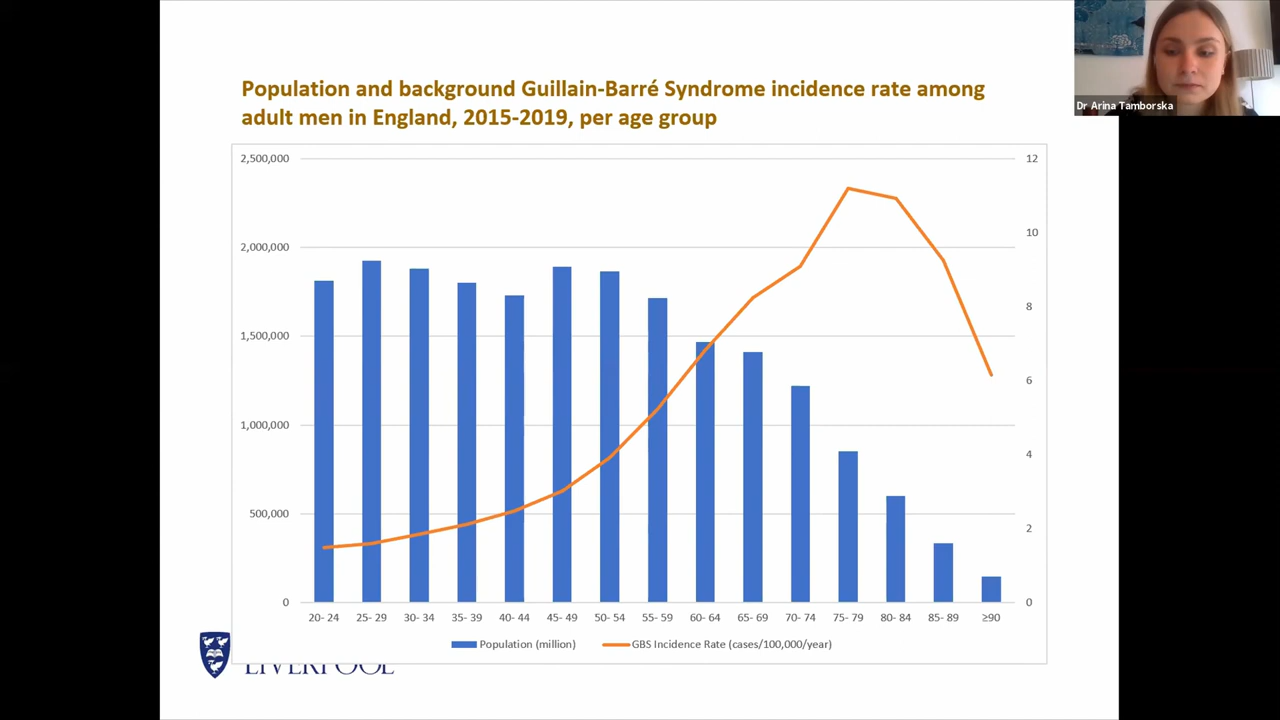 Dr Arina Tamborska
Population and background Guillain-Barré Syndrome incidence rate among
adult men in England, 2015-2019, per age group
2,500,000
2,000,000
1,500,000
1,000,000
500,000
0
12
10
8
6
4
2
0
20- 24 25- 29 30- 34 35- 39 40- 44 45- 49 50- 54 55- 59 60- 64 65- 69 70- 74 75- 79 80- 84 85- 89 ≥90
Population (million) GBS Incidence Rate (cases/100,000/year)
LIVERPOOL